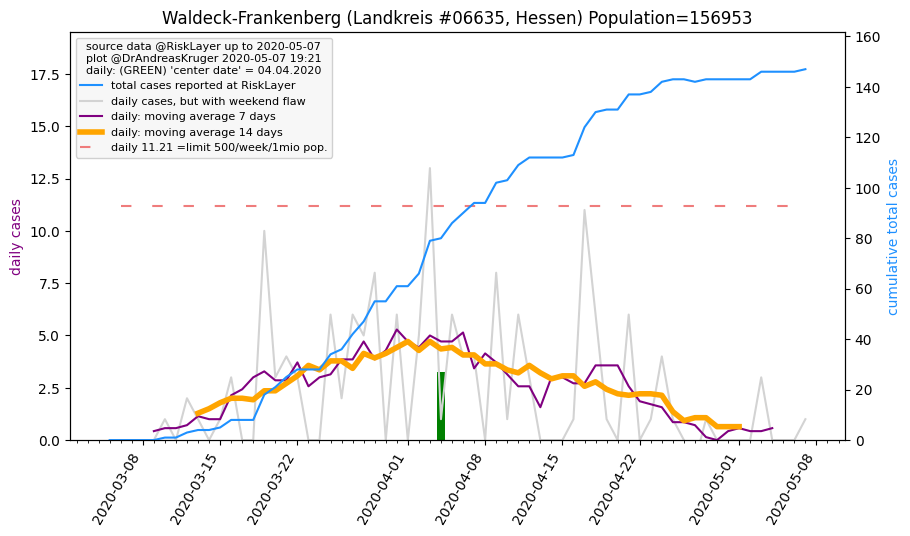 Waldeck-Frankenberg (Landkreis #06635, Hessen) Population=156953
source data @RiskLayer up to 2020-05-07
plot @DrAndreasKruger 2020-05-07 19:21
daily: (GREEN) 'center date' = 04.04.2020
total cases reported at RiskLayer
daily cases, but with weekend flaw
daily: moving average 7 days
daily: moving average 14 days
daily 11.21 =limit 500/week/1mio pop.
daily cases
17.5
15.0
12.5
10.0
7.5
5.0
2.5
0.0
160
140
120
100
80
60
40
20
0
cumulative total cases
2020-03-08
2020-03-15
2020-03-22
2020-04-01
2020-04-08
2020-04-15
2020-04-22
2020-05-01
2020-05-08